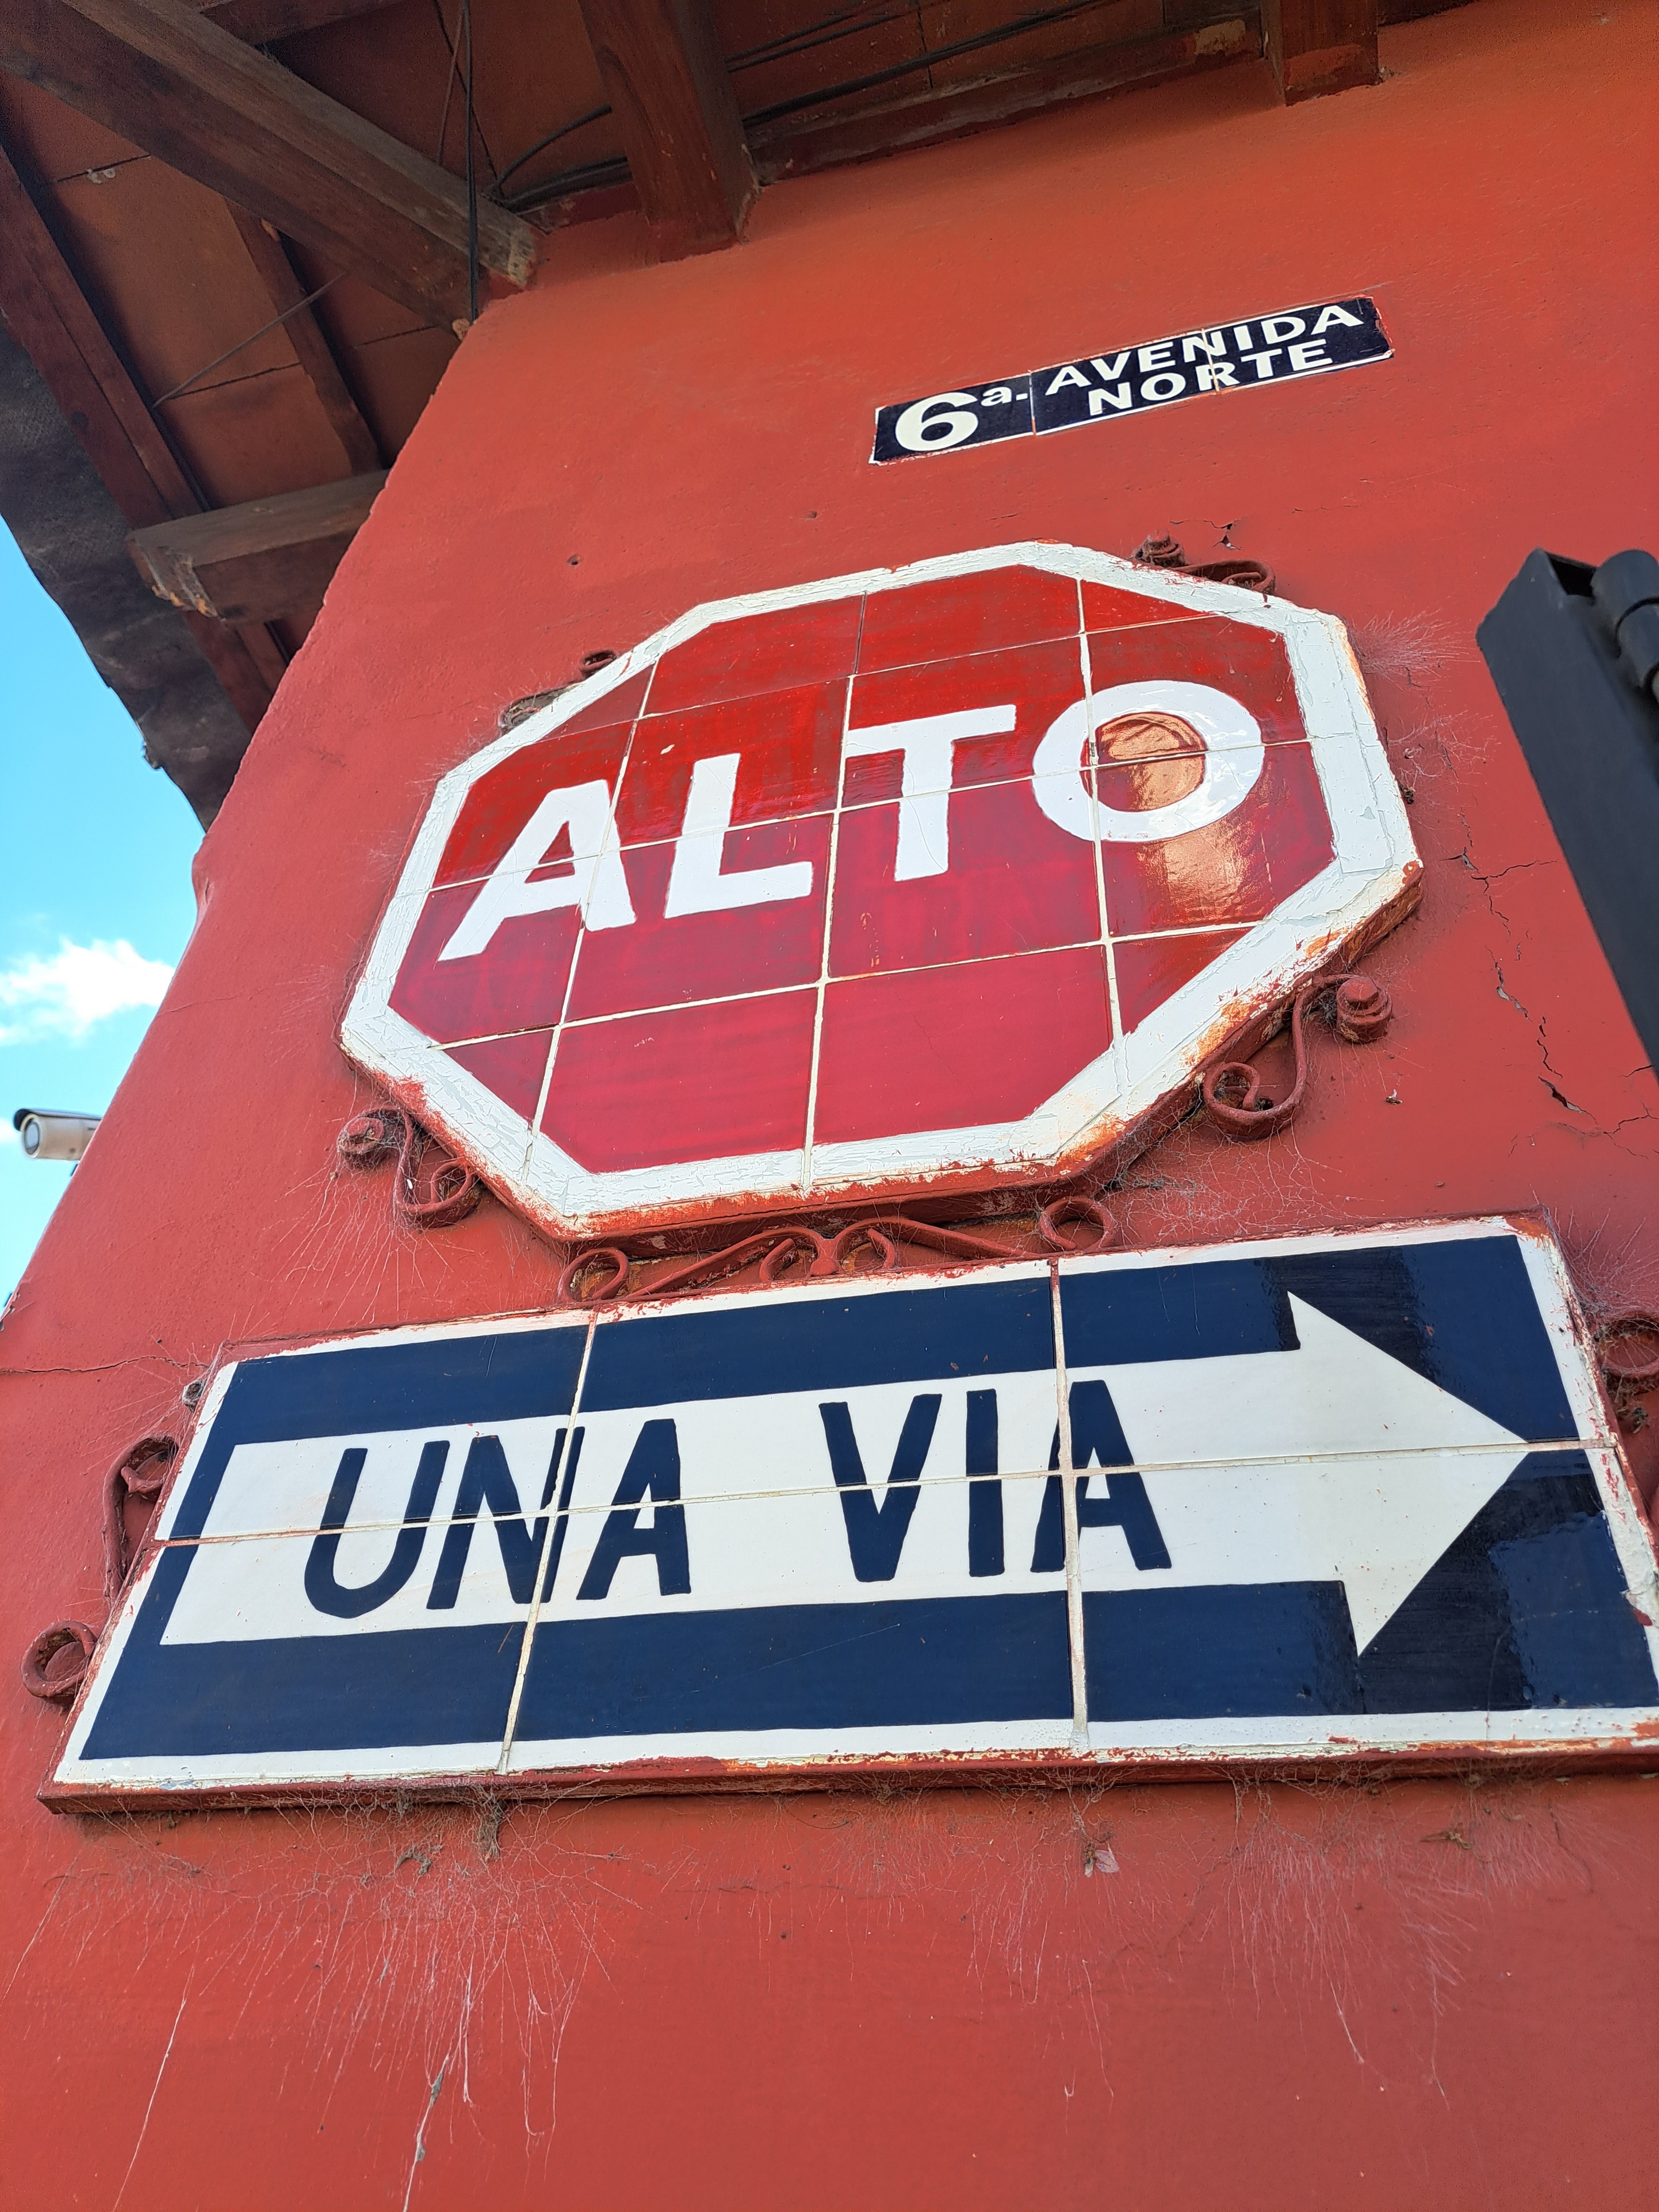 6a. AVENIDA
NORTE
ALTO
UNA VIA